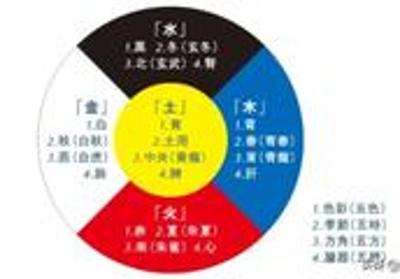 「水」
1.黒 2.冬(玄冬)
3.北(玄武) 4.腎
「金」
1.白
2.秋(白秋)
3.西(白虎)
4.肺
「土」
1.黄
2.土用
3.中央(黄龍)
4.脾
「木」
1.青
2.春(青春)
3.東(青龍)
4.肝
「火」
1.赤 2.夏(朱夏)
3.南(朱雀) 4.心
1.色彩(五色)
2.季節(五時)
3.方角(五方)
4.臓器(五臓)